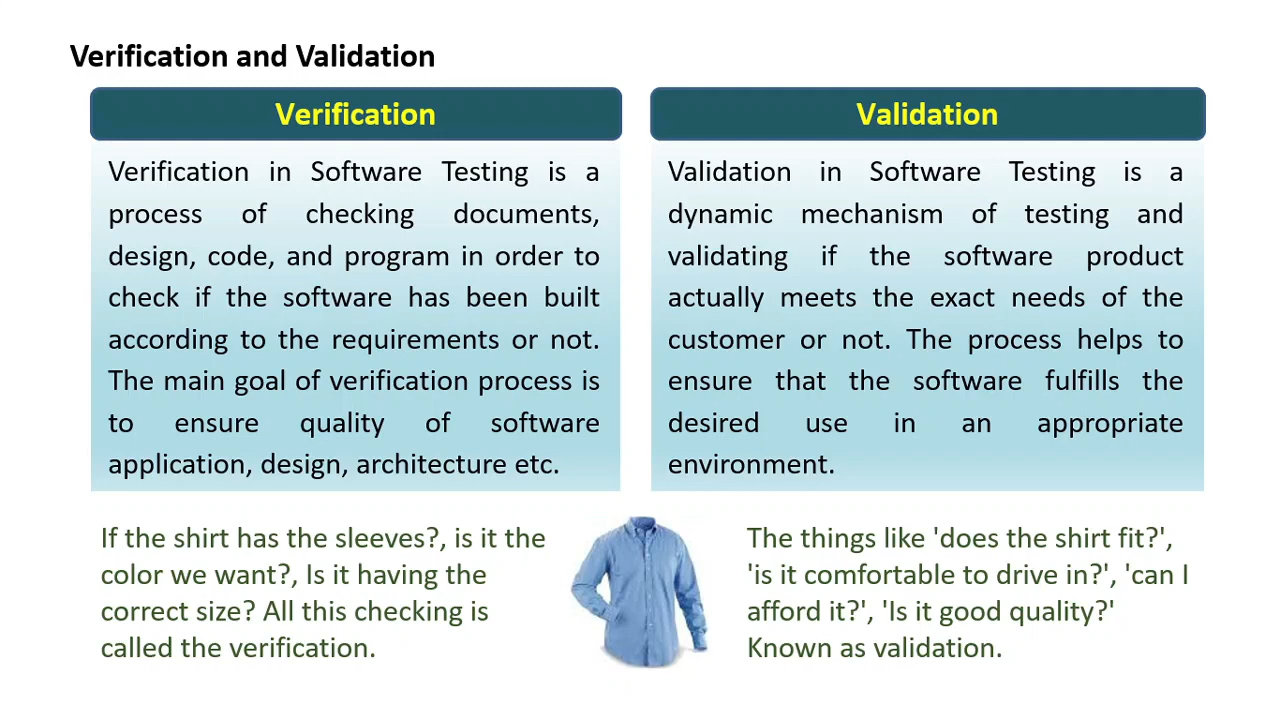 Verification and Validation
Verification
Verification in Software Testing is a
process of checking documents,
design, code, and program in order to
check if the software has been built
according to the requirements or not.
The main goal of verification process is
to ensure quality of software
application, design, architecture etc.
Validation
Validation in Software Testing is a
dynamic mechanism of testing and
validating if the software product
actually meets the exact needs of the
customer or not. The process helps to
ensure that the software fulfills the
desired use in an appropriate
environment.
If the shirt has the sleeves?, is it the
color we want?, Is it having the
correct size? All this checking is
called the verification.
The things like 'does the shirt fit?',
'is it comfortable to drive in?', 'can I
afford it?', 'Is it good quality?'
Known as validation.